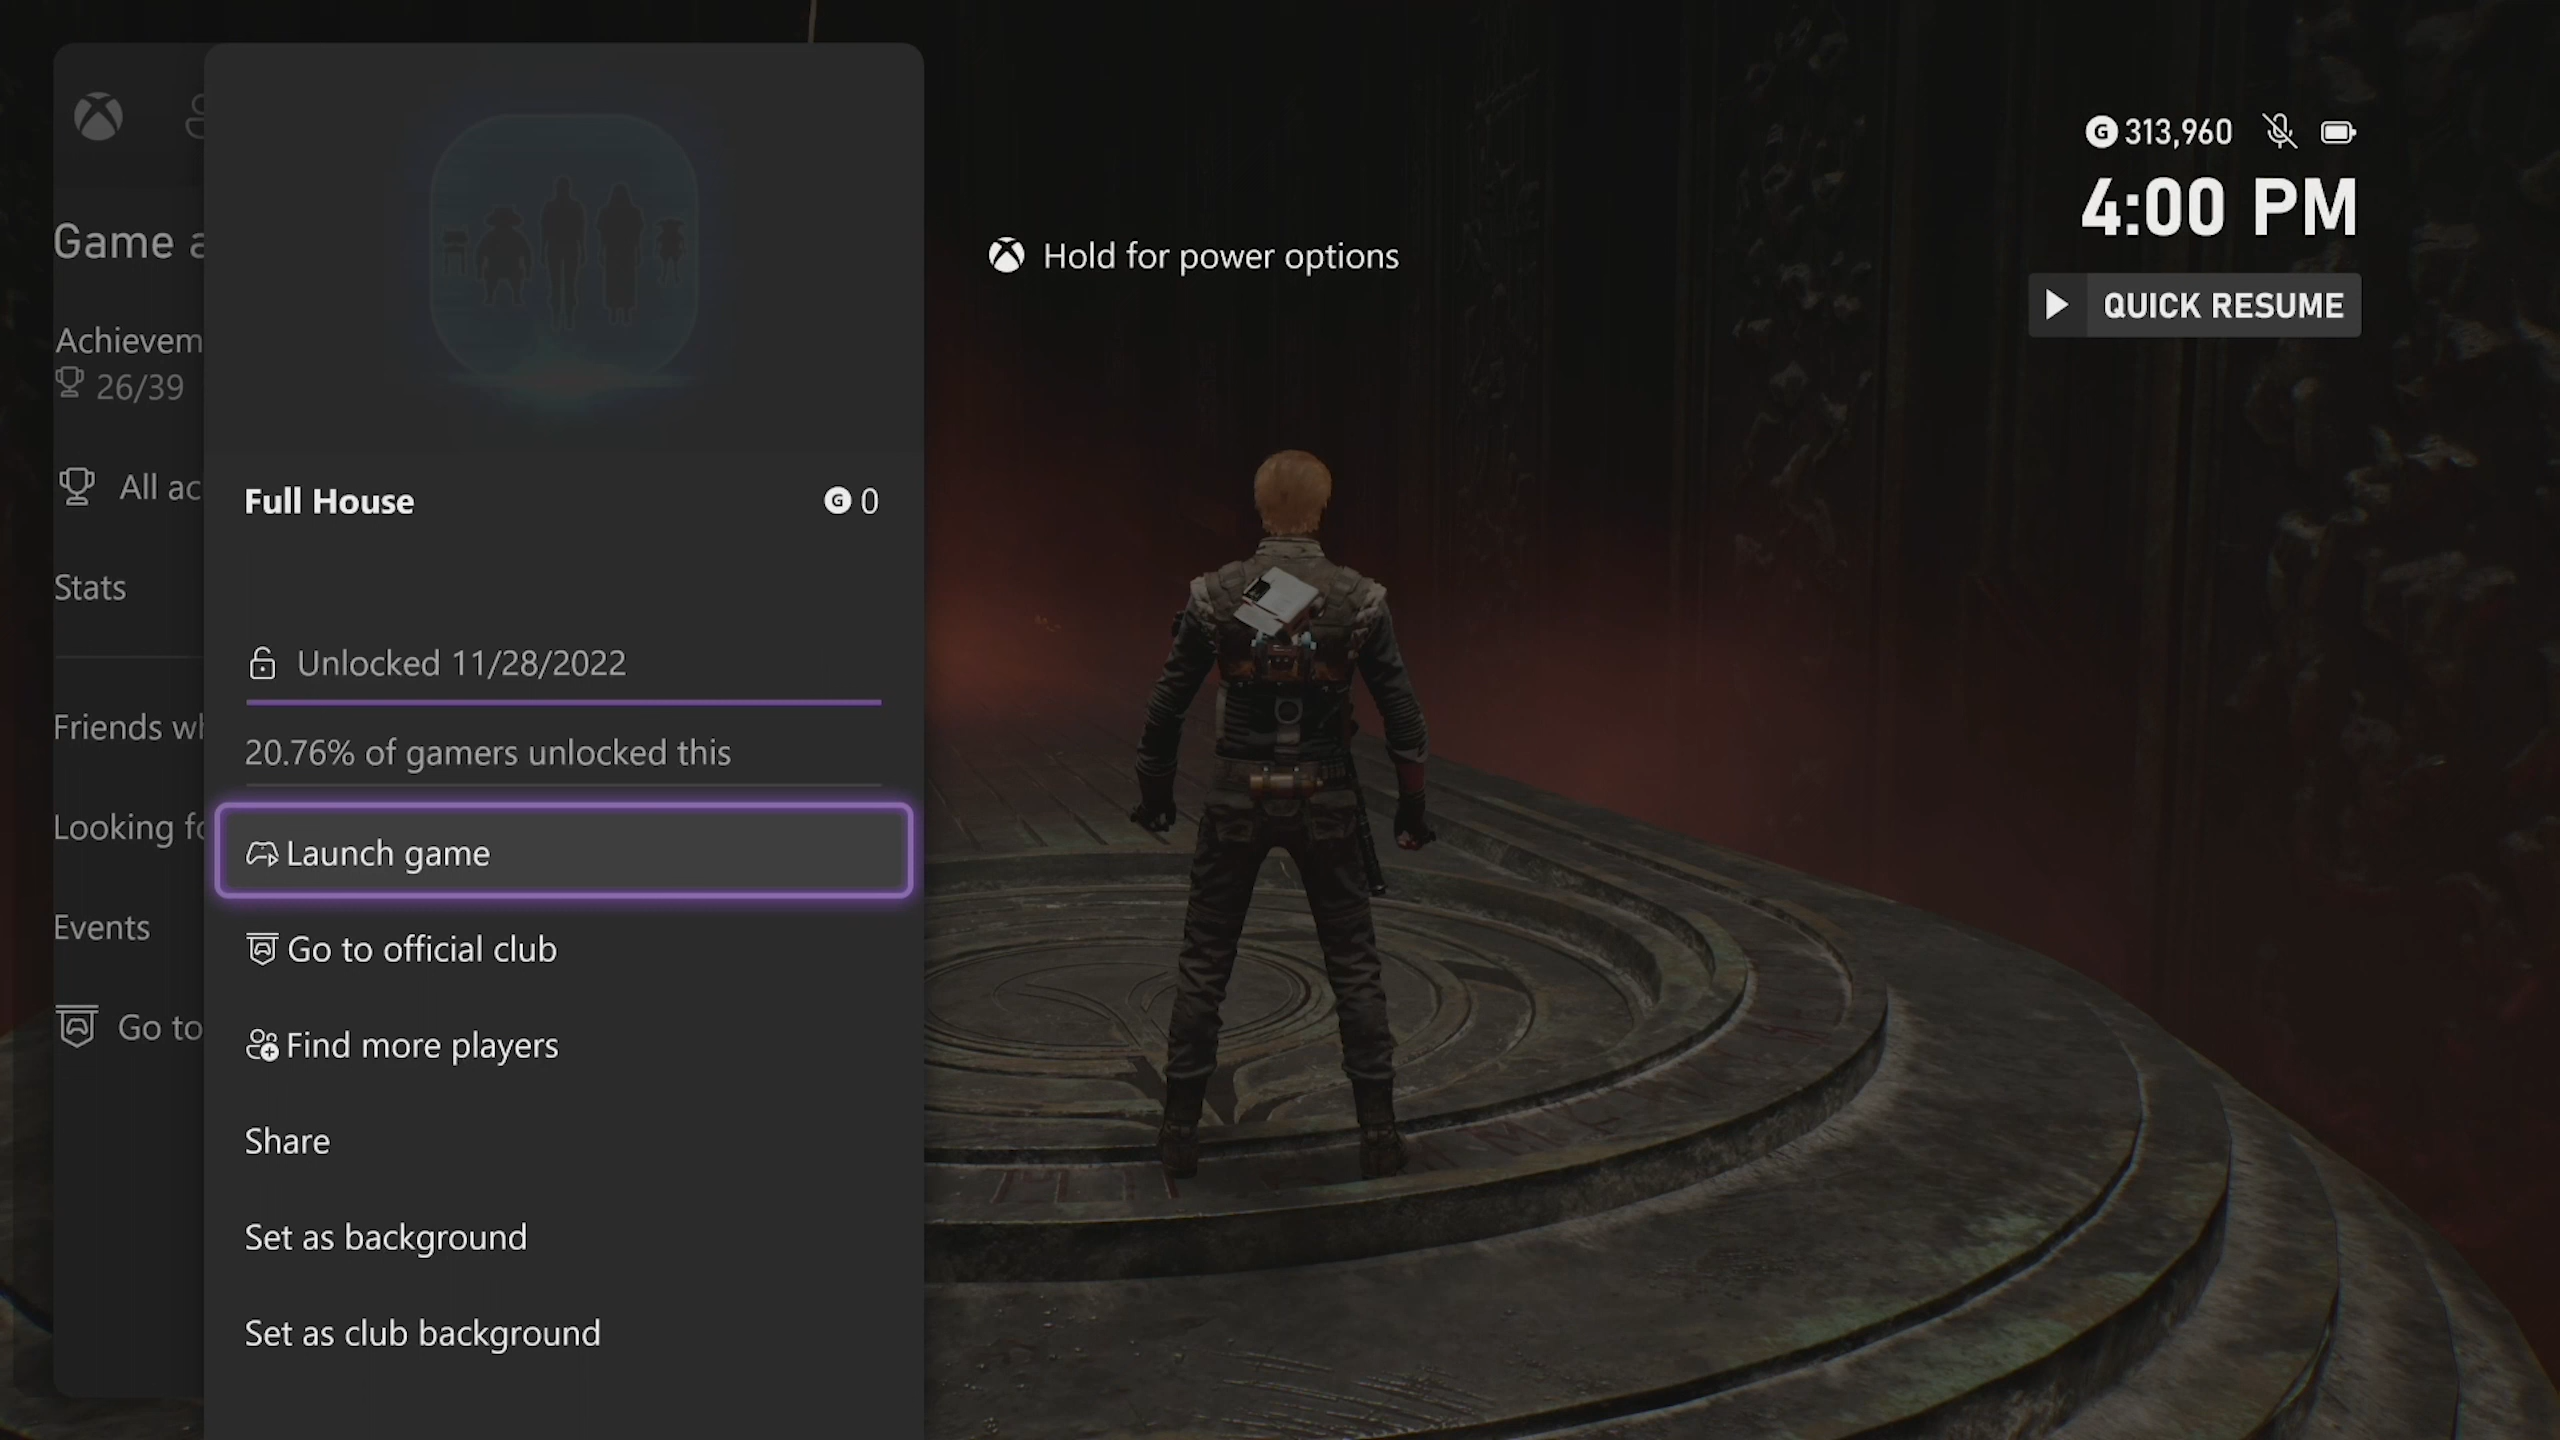 313,960
4:00 PM
QUICK RESUME
Hold for power options
Game a
Achievem
26/39
All ac
Stats
Friends wh
Looking fo
Events
Go to
Full House
G 0
Unlocked 11/28/2022
20.76% of gamers unlocked this
Launch game
Go to official club
Find more players
Share
Set as background
Set as club background